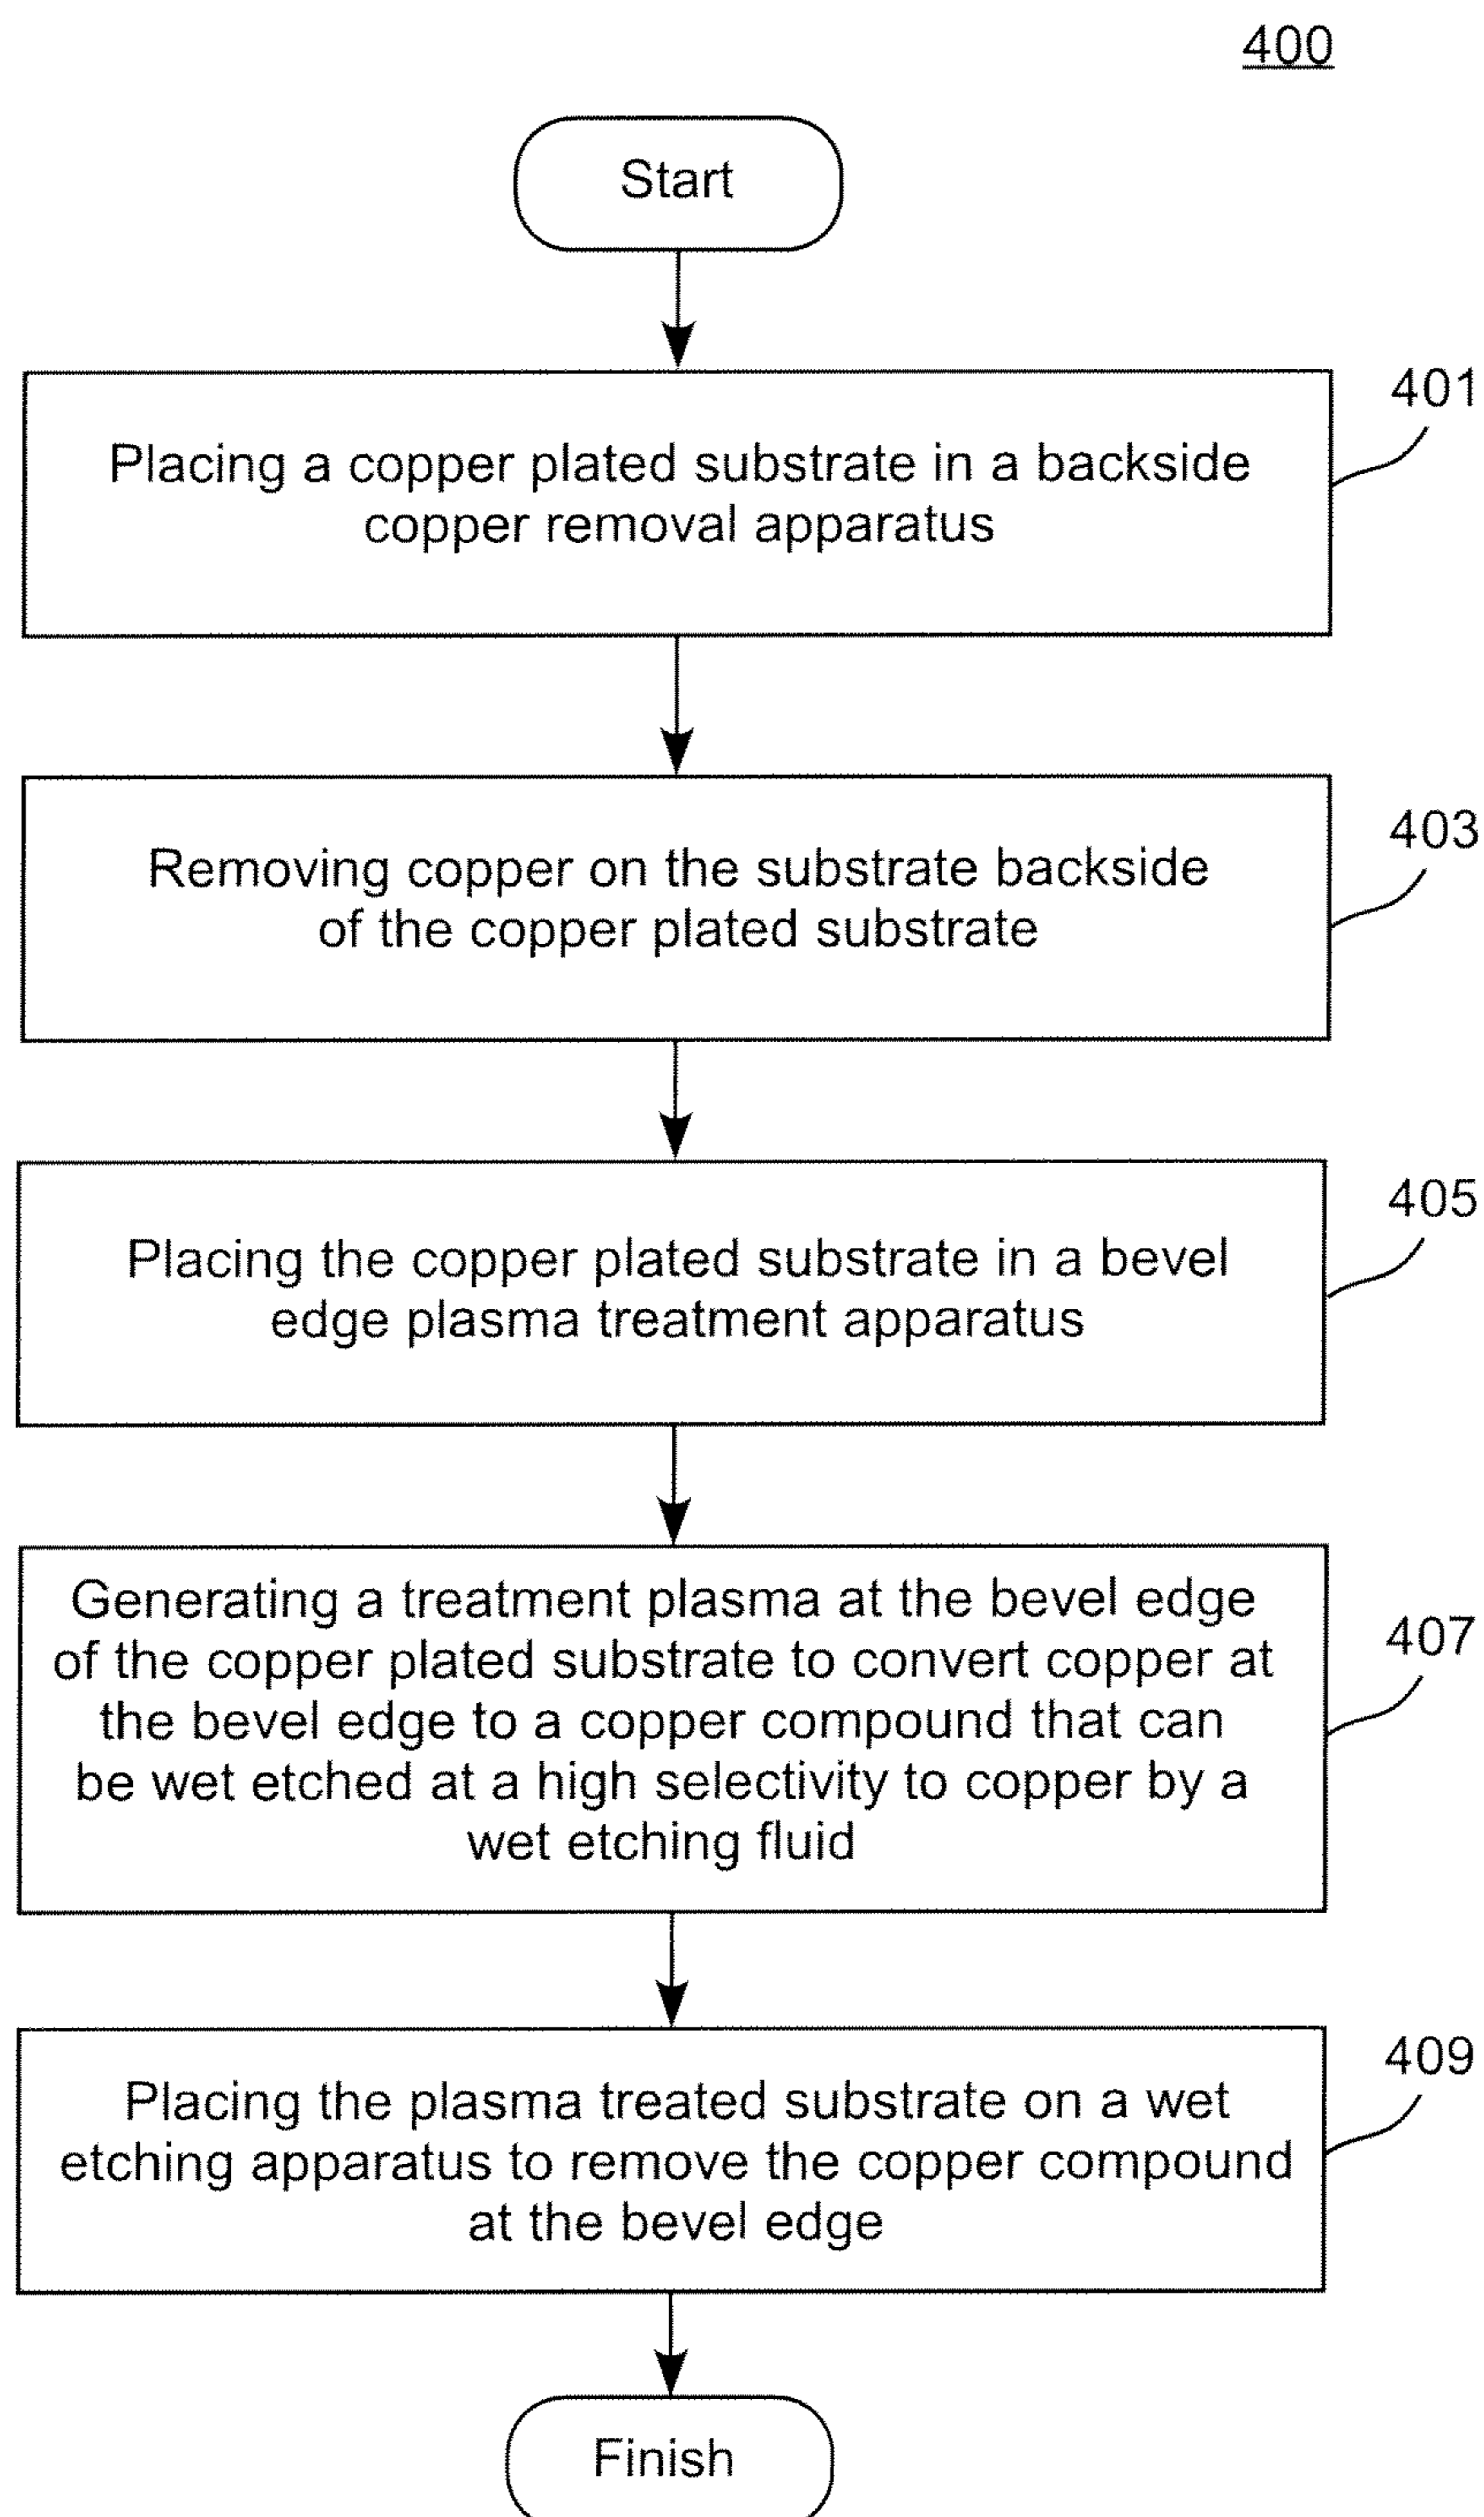 400
Start
401
Placing a copper plated substrate in a backside
copper removal apparatus
403
Removing copper on the substrate backside
of the copper plated substrate
405
Placing the copper plated substrate in a bevel
edge plasma treatment apparatus
407
Generating a treatment plasma at the bevel edge
of the copper plated substrate to convert copper at
the bevel edge to a copper compound that can
be wet etched at a high selectivity to copper by a
wet etching fluid
409
Placing the plasma treated substrate on a wet
etching apparatus to remove the copper compound
at the bevel edge
Finish